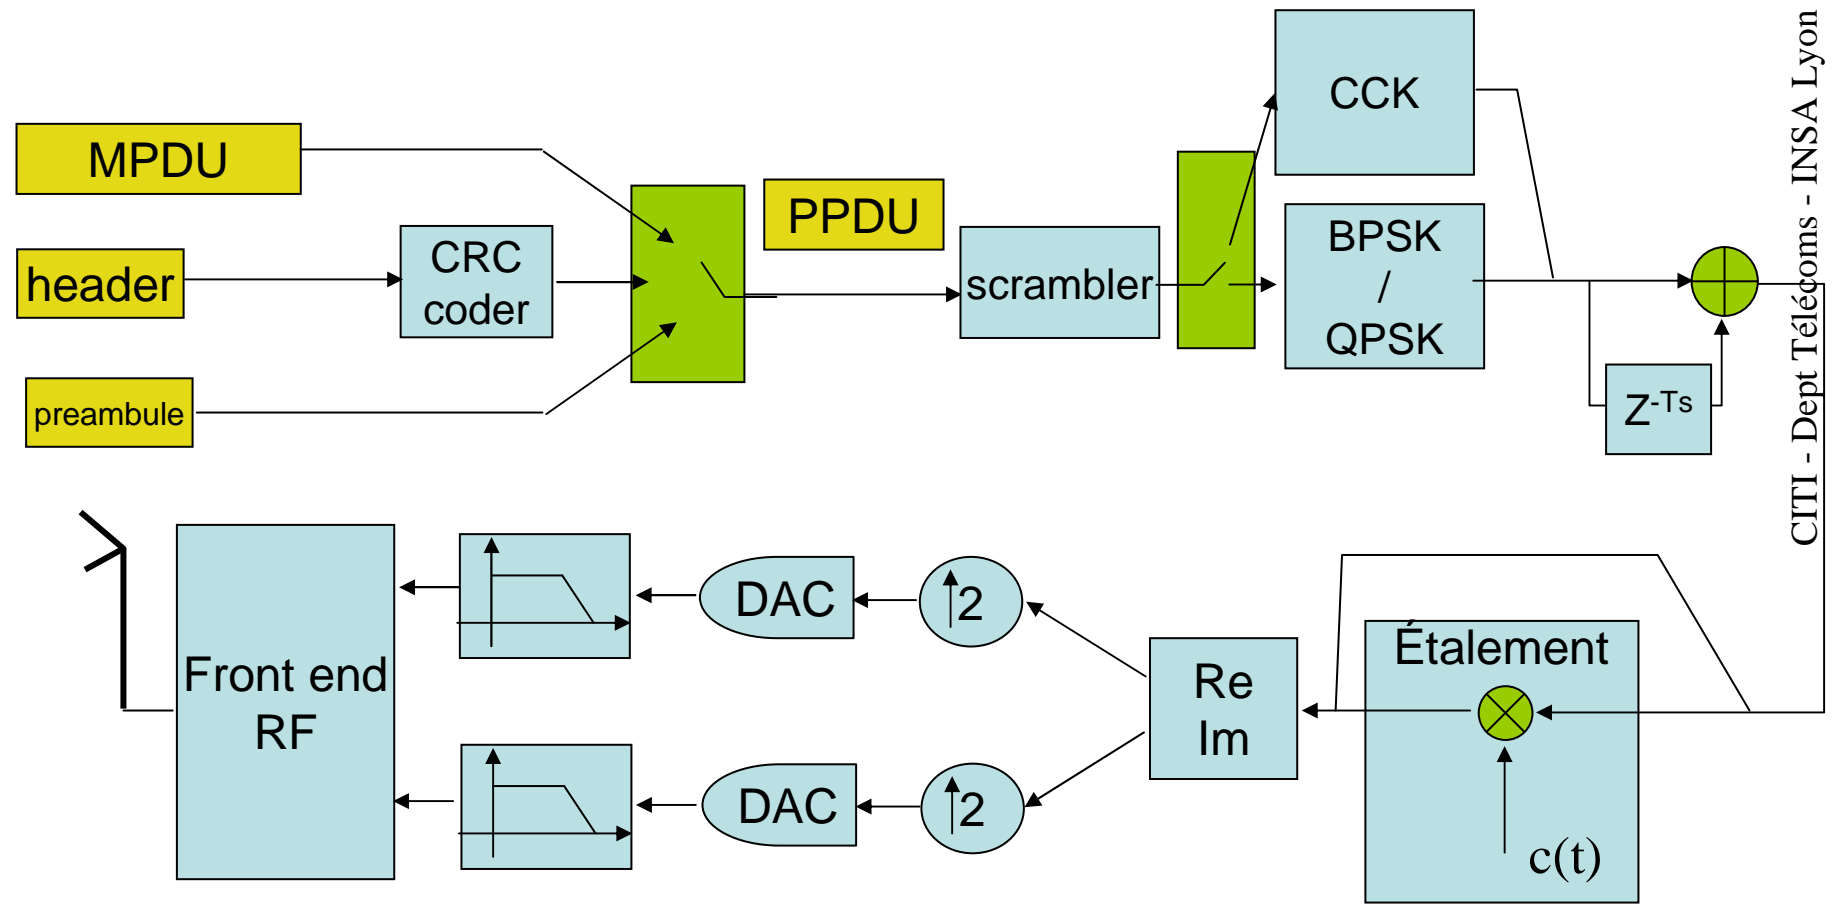 CCK
MPDU
PPDU
BPSK
/
QPSK
header
CRC
coder
scrambler
preambule
Z-Ts
CITI - Dept Télécoms - INSA Lyon
Front end
RF
DAC
2
Re
Im
Étalement
DAC
2
c(t)